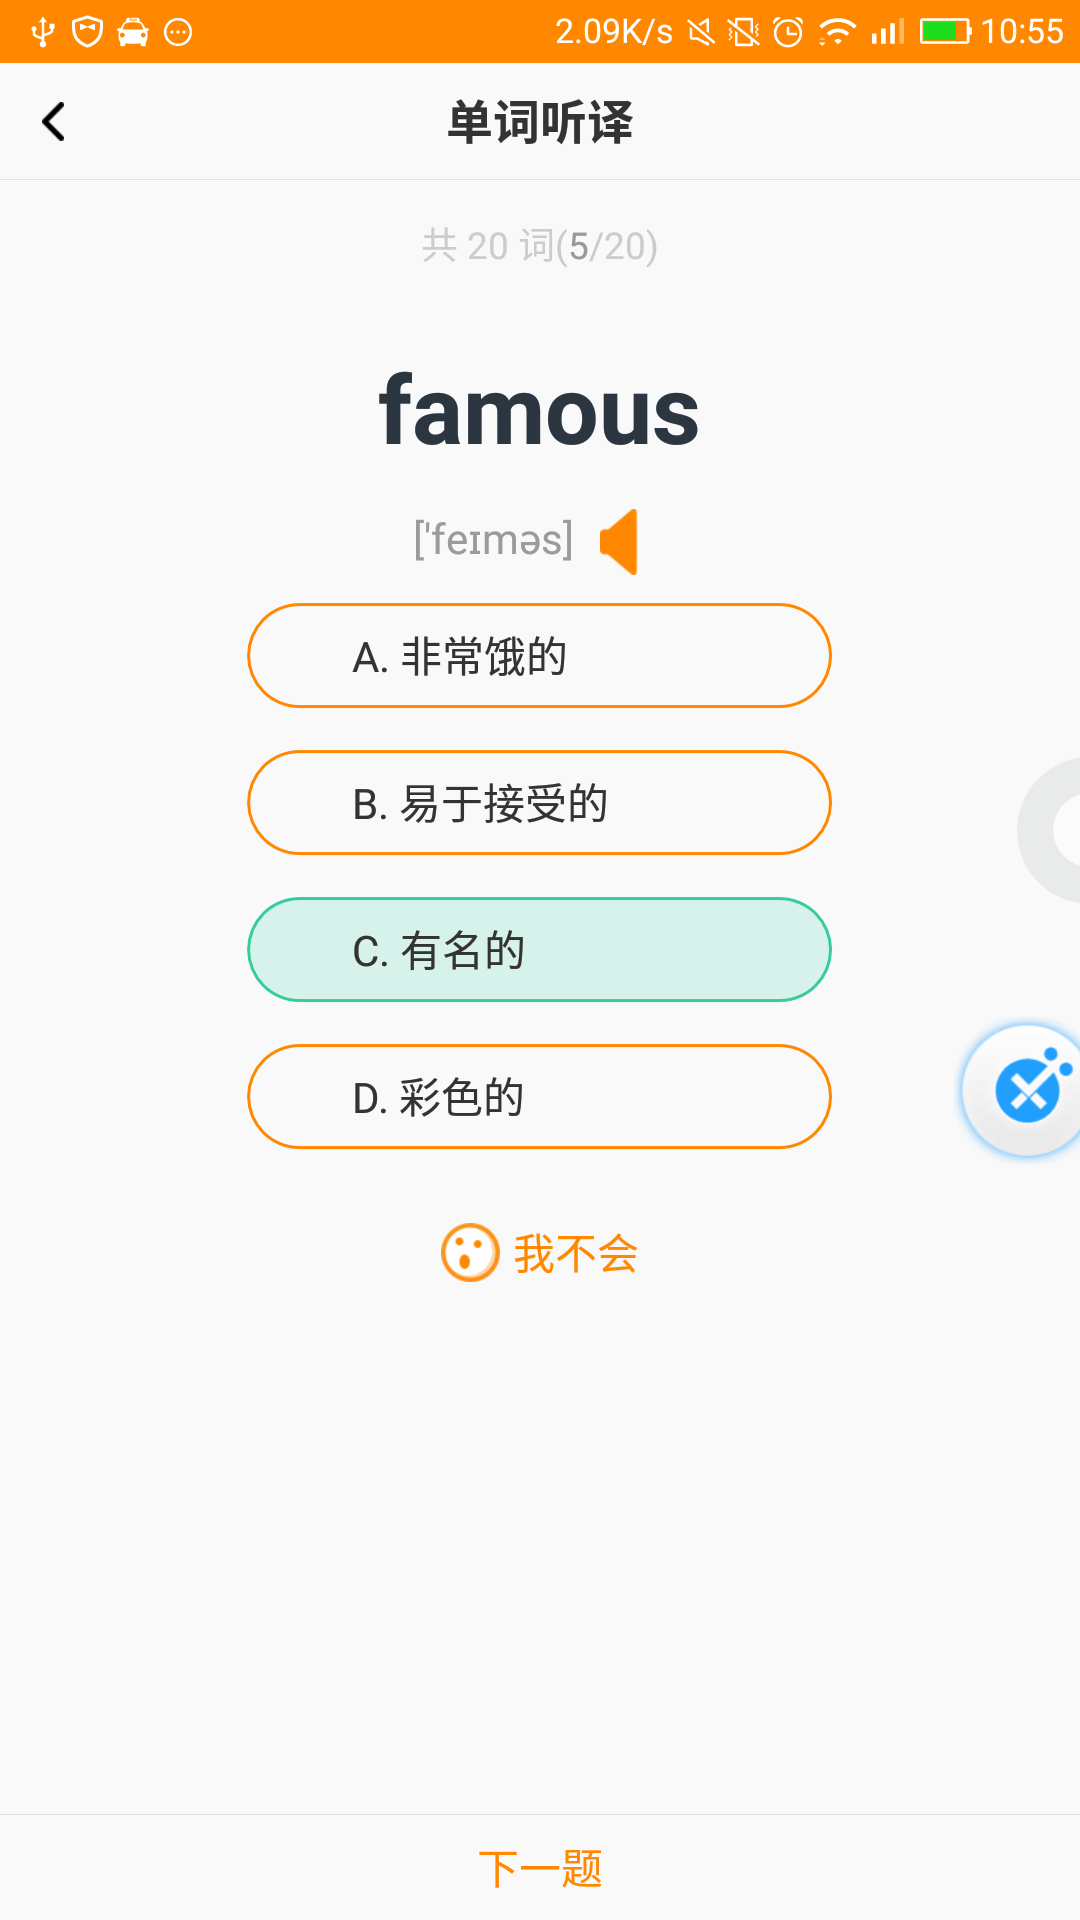 2.09K/s 10:55
单词听译
共 20 词(5/20)
famous
['feɪməs]
A. 非常饿的
B. 易于接受的
C. 有名的
D. 彩色的
我不会
下一题